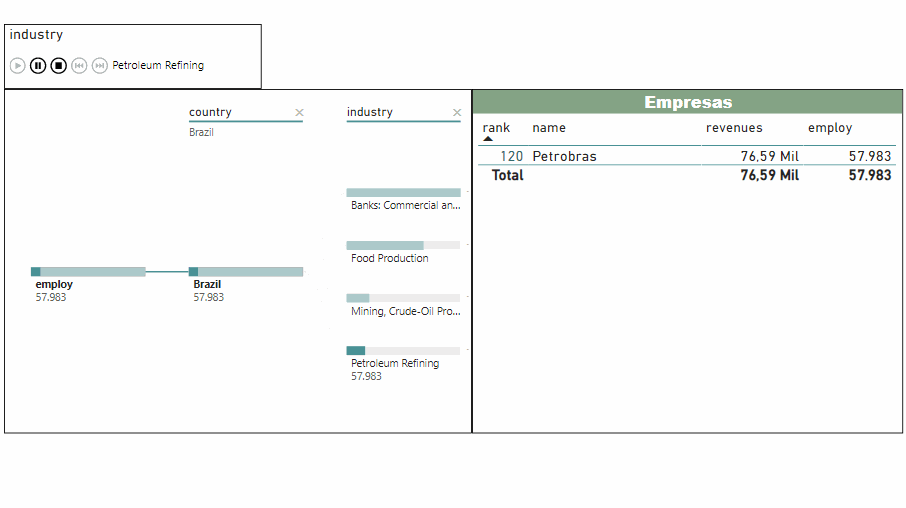 industry
Petroleum Refining
country
Brazil
industry
Banks: Commercial an...
Food Production
Mining, Crude-Oil Pro...
Petroleum Refining
57.983
employ
57.983
Brazil
57.983
Empresas
rank name revenues employ
120 Petrobras 76,59 Mil 57.983
Total 76,59 Mil 57.983